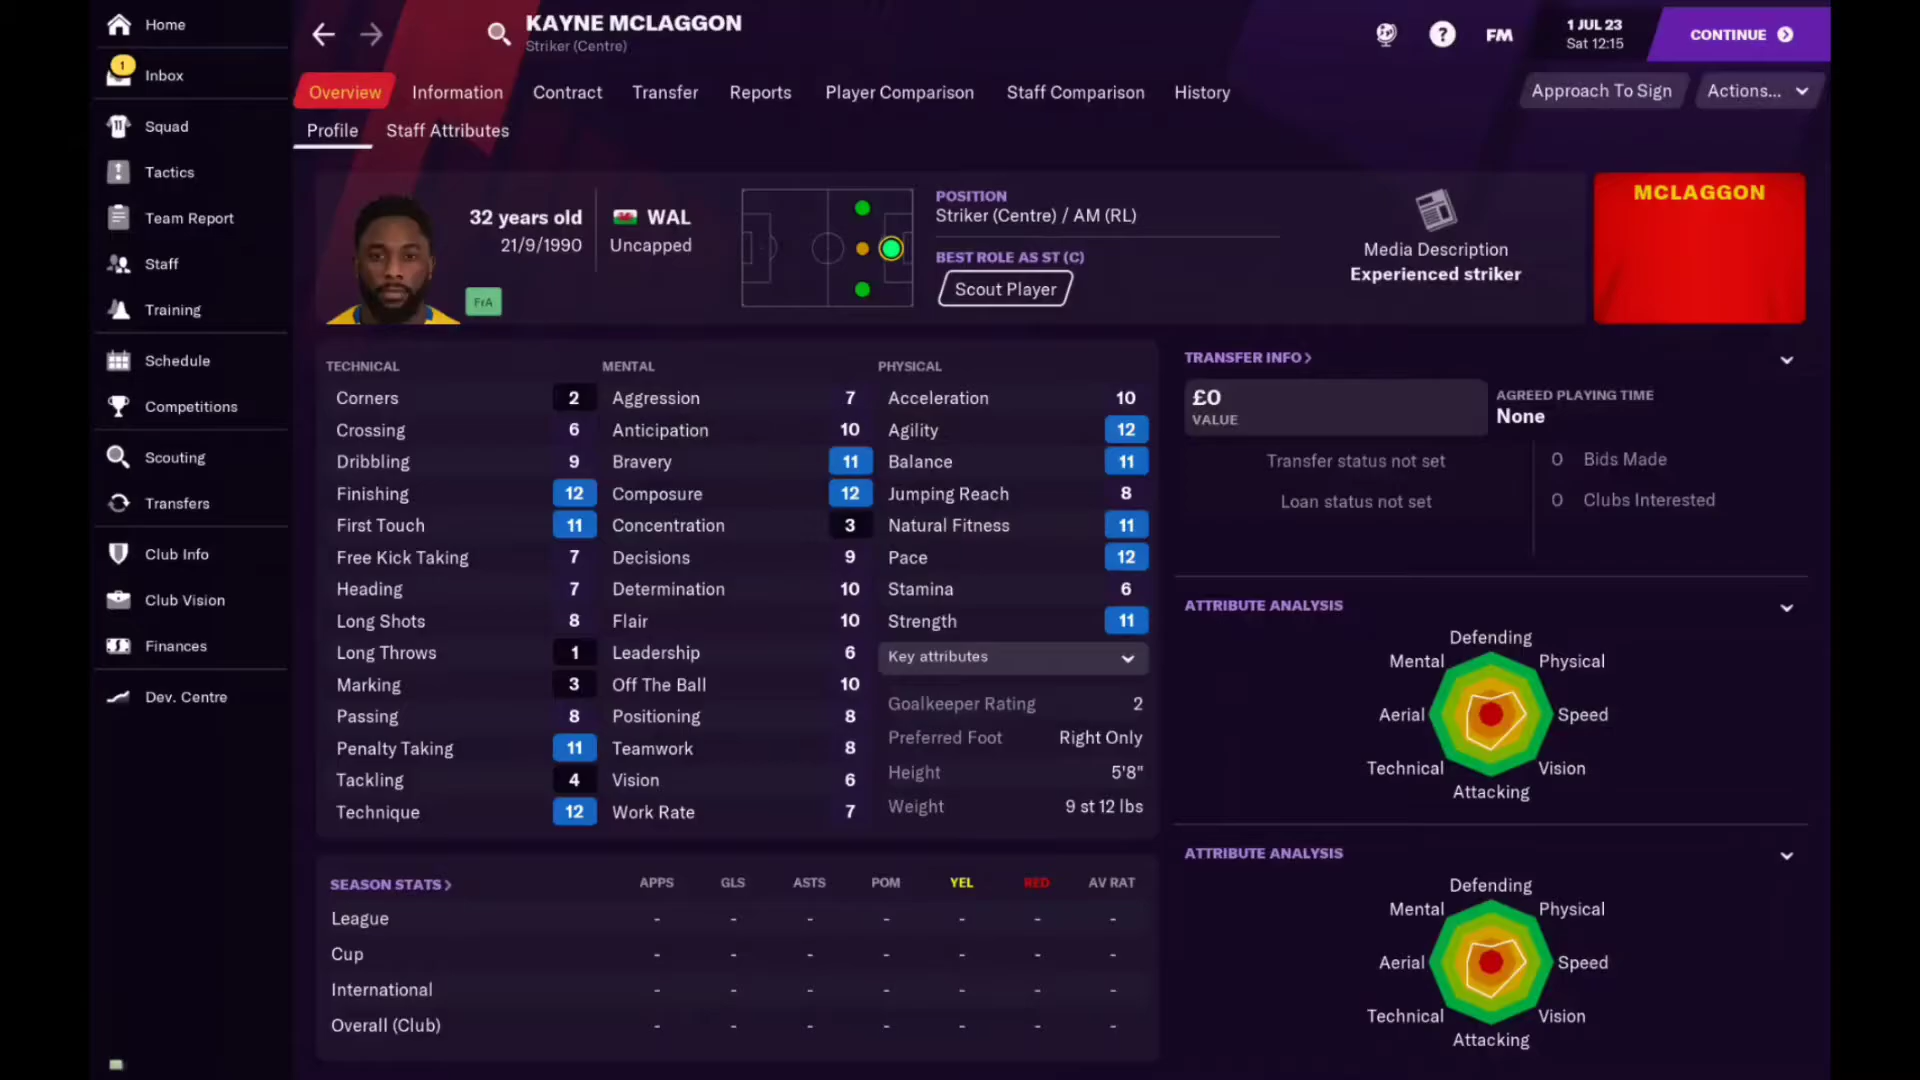 Home
1
Inbox
Squad
Tactics
Team Report
Staff
Training
Schedule
Competitions
Scouting
Transfers
Club Info
Club Vision
Finances
Dev. Centre
KAYNE MCLAGGON
Striker (Centre)
?
FM
1 JUL 23
Sat 12:15
CONTINUE
Overview
Information
Contract
Transfer
Reports
Player Comparison
Staff Comparison
History
Approach To Sign
Actions...
Profile
Staff Attributes
32 years old
21/9/1990
FrA
WAL
Uncapped
POSITION
Striker (Centre) / AM (RL)
BEST ROLE AS ST (C)
Scout Player
Media Description
Experienced striker
MCLAGGON
TECHNICAL
Corners 2
Crossing 6
Dribbling 9
Finishing 12
First Touch 11
Free Kick Taking 7
Heading 7
Long Shots 8
Long Throws 1
Marking 3
Passing 8
Penalty Taking 11
Tackling 4
Technique 12
MENTAL
Aggression 7
Anticipation 10
Bravery 11
Composure 12
Concentration 3
Decisions 9
Determination 10
Flair 10
Leadership 6
Off The Ball 10
Positioning 8
Teamwork 8
Vision 6
Work Rate 7
PHYSICAL
Acceleration 10
Agility 12
Balance 11
Jumping Reach 8
Natural Fitness 11
Pace 12
Stamina 6
Strength 11
Key attributes
Goalkeeper Rating 2
Preferred Foot Right Only
Height 5'8"
Weight 9 st 12 lbs
TRANSFER INFO >
£0
VALUE
AGREED PLAYING TIME
None
Transfer status not set
Loan status not set
0 Bids Made
0 Clubs Interested
ATTRIBUTE ANALYSIS
Defending
Mental Physical
Aerial Speed
Technical Vision
Attacking
SEASON STATS > APPS GLS ASTS POM YEL RED AV RAT
League - - - - - - -
Cup - - - - - - -
International - - - - - - -
Overall (Club) - - - - - - -
ATTRIBUTE ANALYSIS
Defending
Mental Physical
Aerial Speed
Technical Vision
Attacking